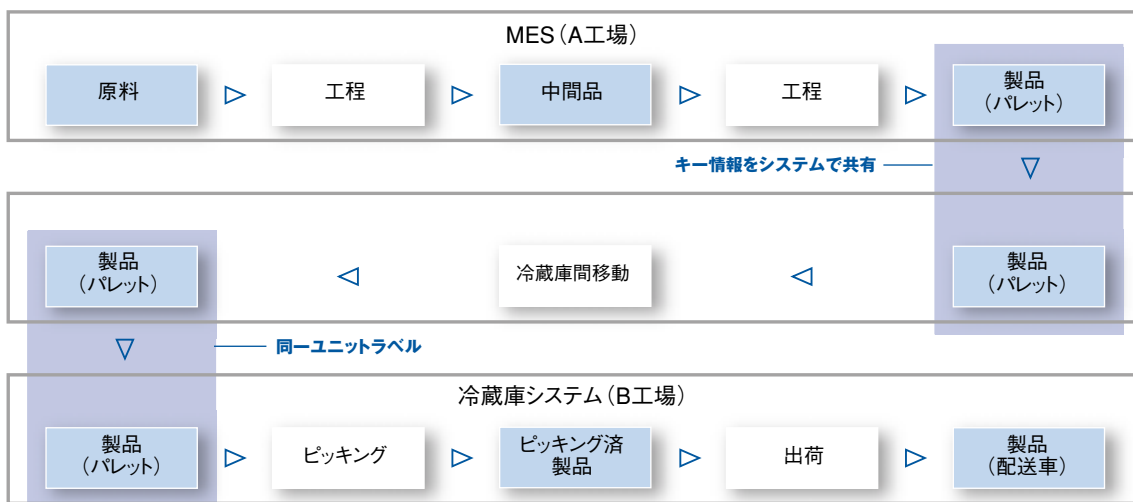 MES（A工場）
原料
工程
中間品
工程
製品
（パレット）
キー情報をシステムで共有
製品
（パレット）
冷蔵庫間移動
製品
（パレット）
同一ユニットラベル
冷蔵庫システム（B工場）
製品
（パレット）
ピッキング
ピッキング済
製品
出荷
製品
（配送車）